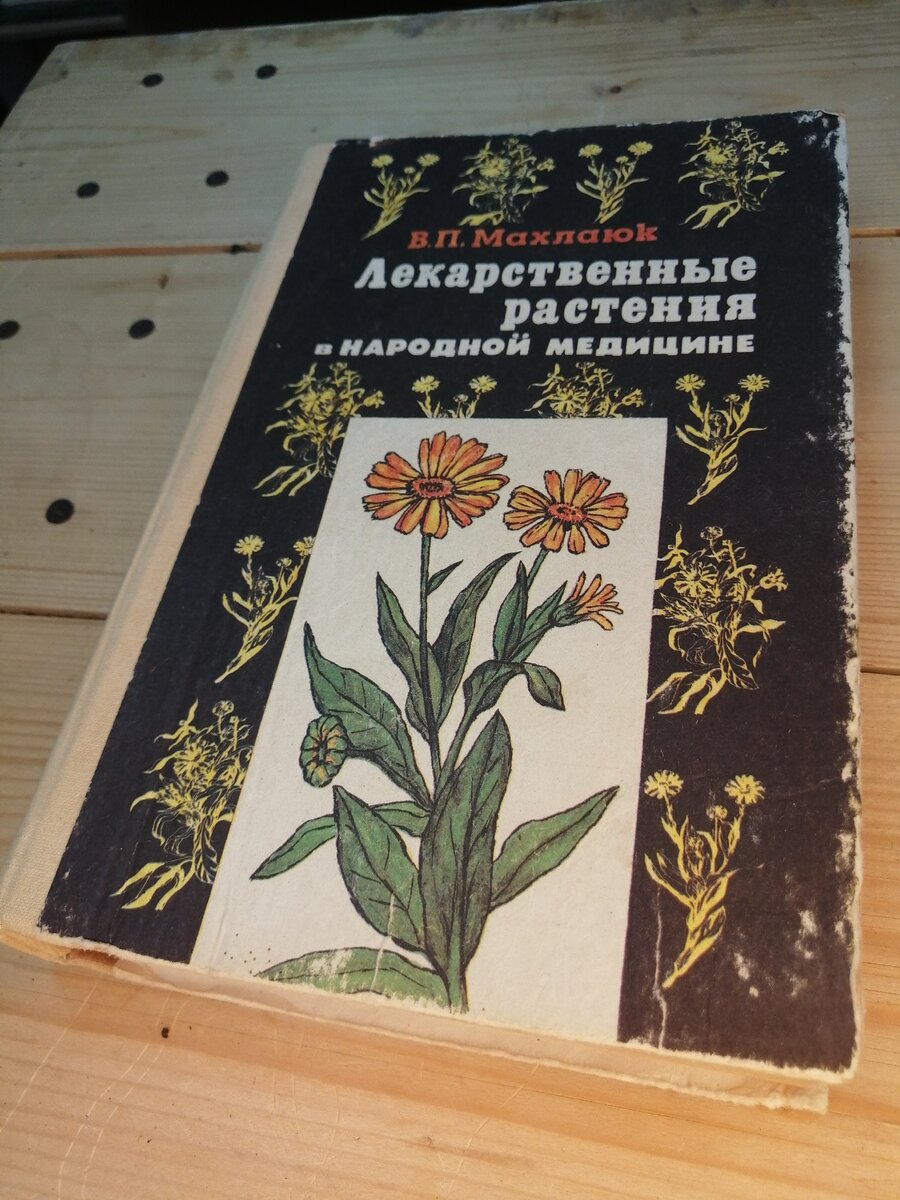 В.П. Махлаюк
Лекарственные
растения
в НАРОДНОЙ МЕДИЦИНЕ